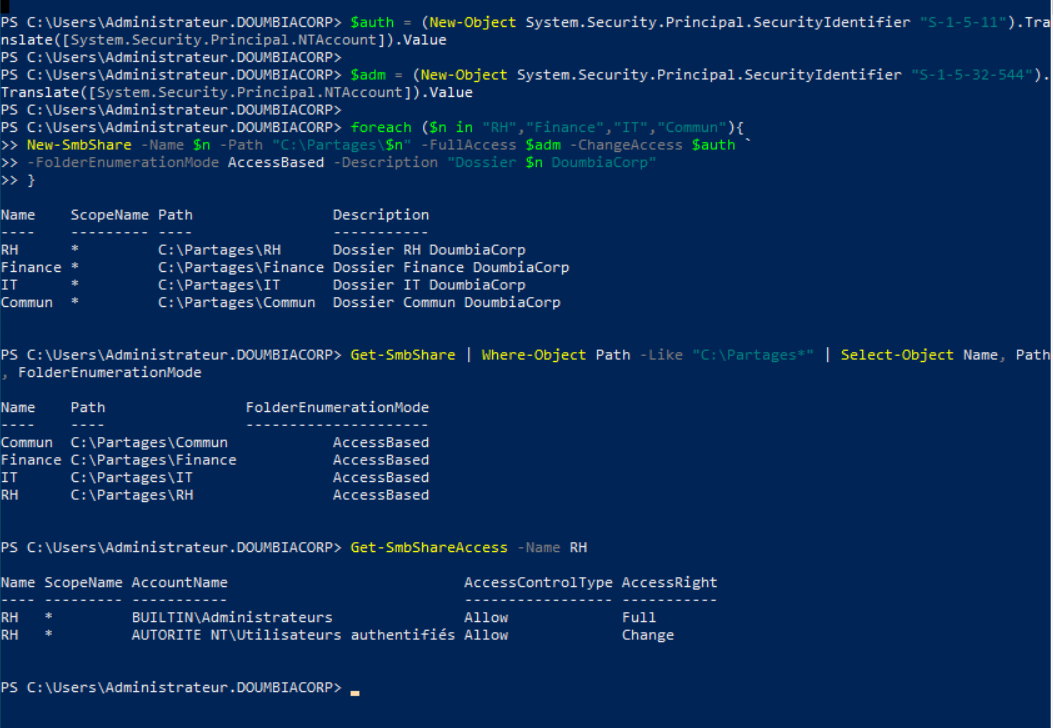 PS C:\Users\Administrateur.DOUMBIACORP> $auth = (New-Object System.Security.Principal.SecurityIdentifier "S-1-5-11").Tra
nslate([System.Security.Principal.NTAccount]).Value
PS C:\Users\Administrateur.DOUMBIACORP>
PS C:\Users\Administrateur.DOUMBIACORP> $adm = (New-Object System.Security.Principal.SecurityIdentifier "S-1-5-32-544").
Translate([System.Security.Principal.NTAccount]).Value
PS C:\Users\Administrateur.DOUMBIACORP>
PS C:\Users\Administrateur.DOUMBIACORP> foreach ($n in "RH","Finance","IT","Commun"){
>> New-SmbShare -Name $n -Path "C:\Partages\$n" -FullAccess $adm -ChangeAccess $auth `
>> -FolderEnumerationMode AccessBased -Description "Dossier $n DoumbiaCorp"
>> }
Name    ScopeName Path                Description
----    --------- ----                -----------
RH      *         C:\Partages\RH      Dossier RH DoumbiaCorp
Finance *         C:\Partages\Finance Dossier Finance DoumbiaCorp
IT      *         C:\Partages\IT      Dossier IT DoumbiaCorp
Commun  *         C:\Partages\Commun  Dossier Commun DoumbiaCorp
PS C:\Users\Administrateur.DOUMBIACORP> Get-SmbShare | Where-Object Path -Like "C:\Partages*" | Select-Object Name, Path
, FolderEnumerationMode
Name    Path                FolderEnumerationMode
----    ----                ---------------------
Commun  C:\Partages\Commun            AccessBased
Finance C:\Partages\Finance           AccessBased
IT      C:\Partages\IT                AccessBased
RH      C:\Partages\RH                AccessBased
PS C:\Users\Administrateur.DOUMBIACORP> Get-SmbShareAccess -Name RH
Name ScopeName AccountName                           AccessControlType AccessRight
---- --------- -----------                           ----------------- -----------
RH   *         BUILTIN\Administrateurs               Allow             Full
RH   *         AUTORITE NT\Utilisateurs authentifiés Allow             Change
PS C:\Users\Administrateur.DOUMBIACORP>